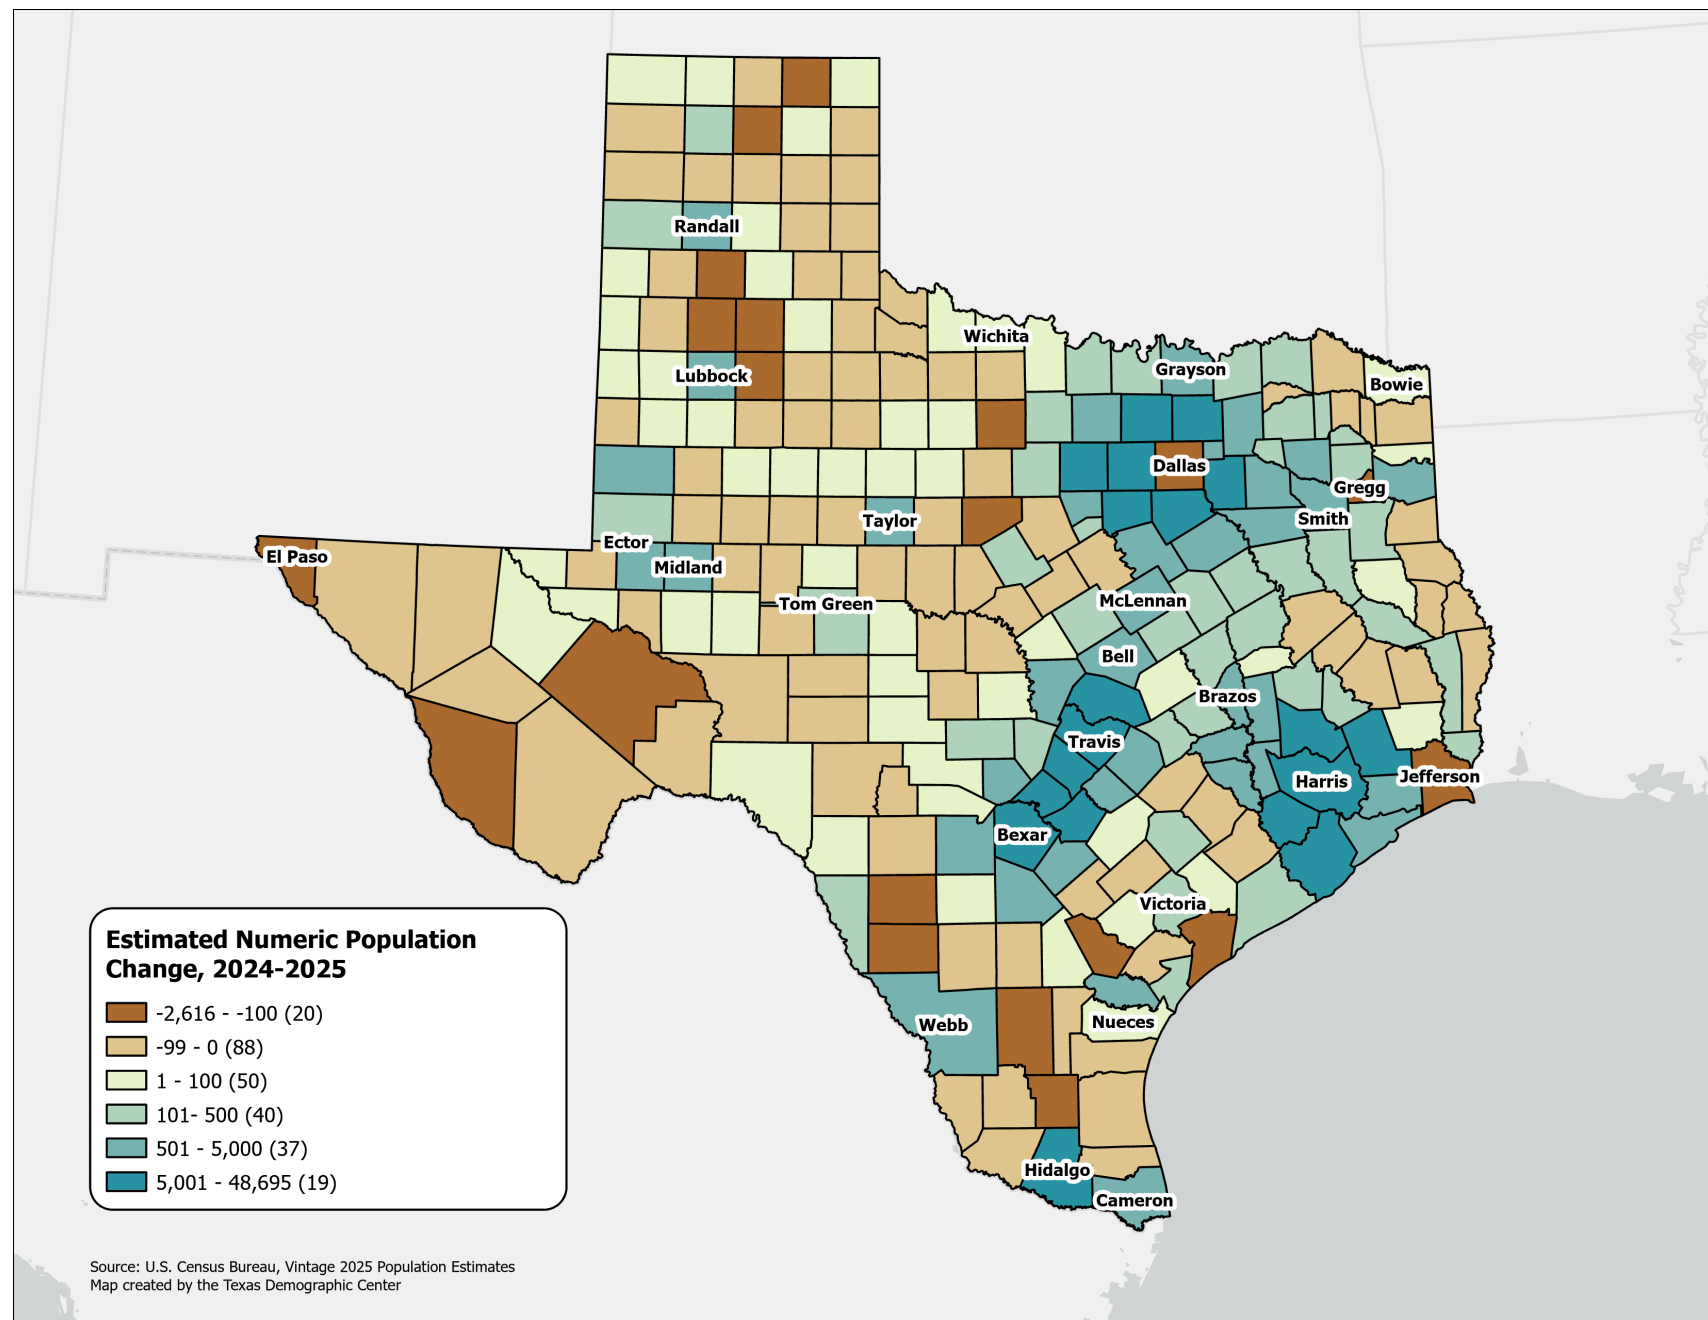 Randall
Wichita
Lubbock
Grayson
Bowie
Dallas
Gregg
Taylor
Smith
Ector
El Paso
Midland
Tom Green
McLennan
Bell
Brazos
Travis
Harris
Jefferson
Bexar
Victoria
Webb
Nueces
Hidalgo
Cameron
Estimated Numeric Population
Change, 2024-2025
-2,616 - -100 (20)
-99 - 0 (88)
1 - 100 (50)
101- 500 (40)
501 - 5,000 (37)
5,001 - 48,695 (19)
Source: U.S. Census Bureau, Vintage 2025 Population Estimates
Map created by the Texas Demographic Center